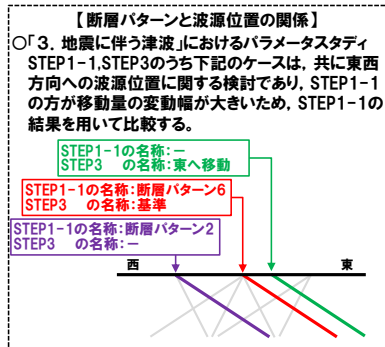 【断層パターンと波源位置の関係】
○「3．地震に伴う津波」におけるパラメータスタディ
STEP1-1,STEP3のうち下記のケースは，共に東西
方向への波源位置に関する検討であり，STEP1-1
の方が移動量の変動幅が大きいため，STEP1-1の
結果を用いて比較する。
STEP1-1の名称：－
STEP3　の名称：東へ移動
STEP1-1の名称：断層パターン6
STEP3　の名称：基準
STEP1-1の名称：断層パターン2
STEP3　の名称：－
西　東